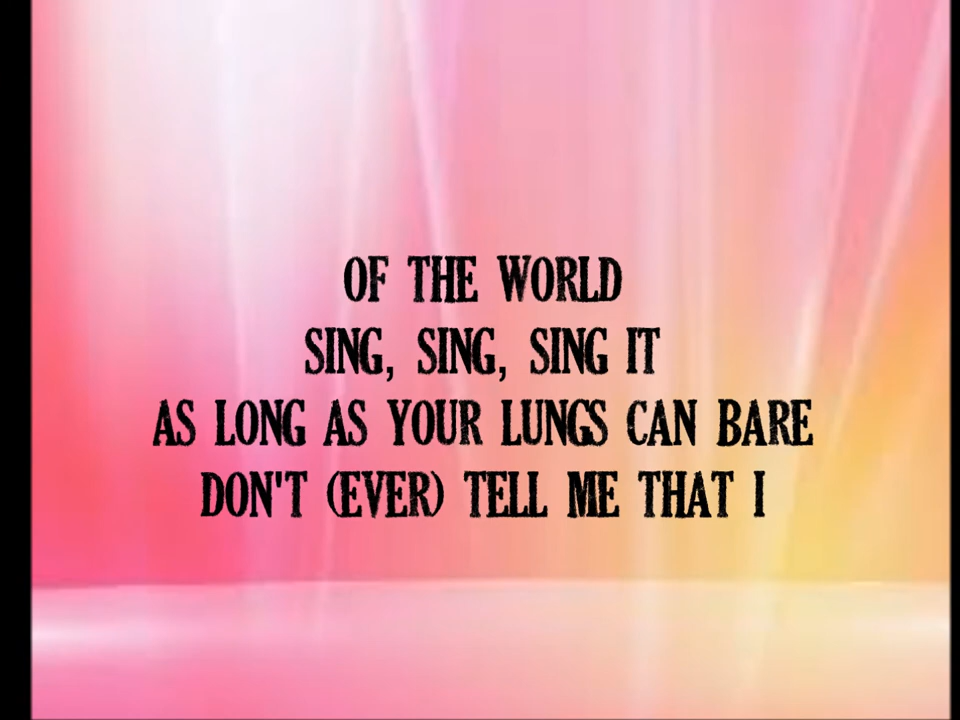 OF THE WORLD
SING, SING, SING IT
AS LONG AS YOUR LUNGS CAN BARE
DON'T (EVER) TELL ME THAT I